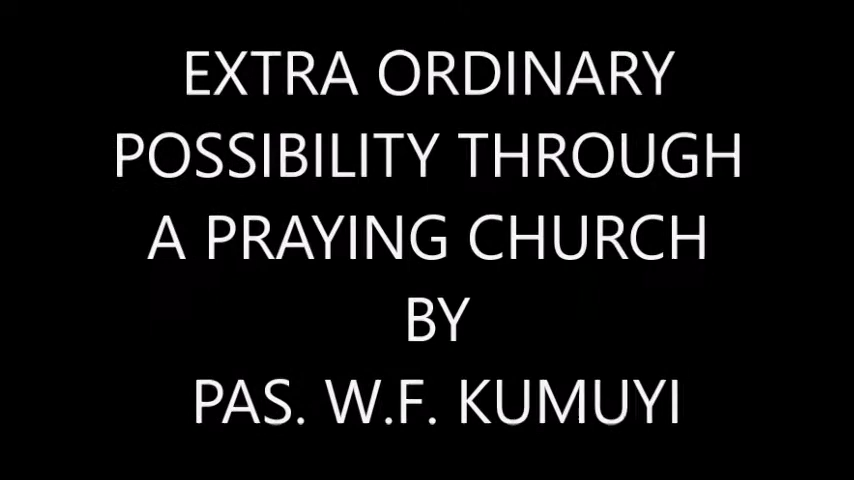 EXTRA ORDINARY
POSSIBILITY THROUGH
A PRAYING CHURCH
BY
PAS. W.F. KUMUYI